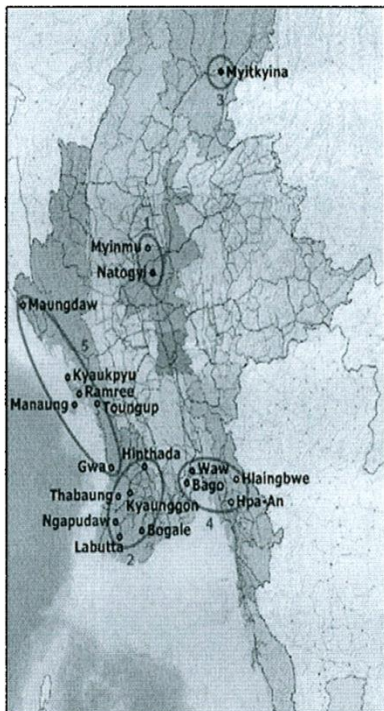 Myitkyina
3
1
Myinmu
Natogyi
Maungdaw
5
Kyaukpyu
Ramree
Manaung
Toungup
Hinthada
Gwa
Waw
Hlaingbwe
Bago
Thabaung
Kyaunggon
Hpa-An
Ngapudaw
4
Bogale
Labutta
2